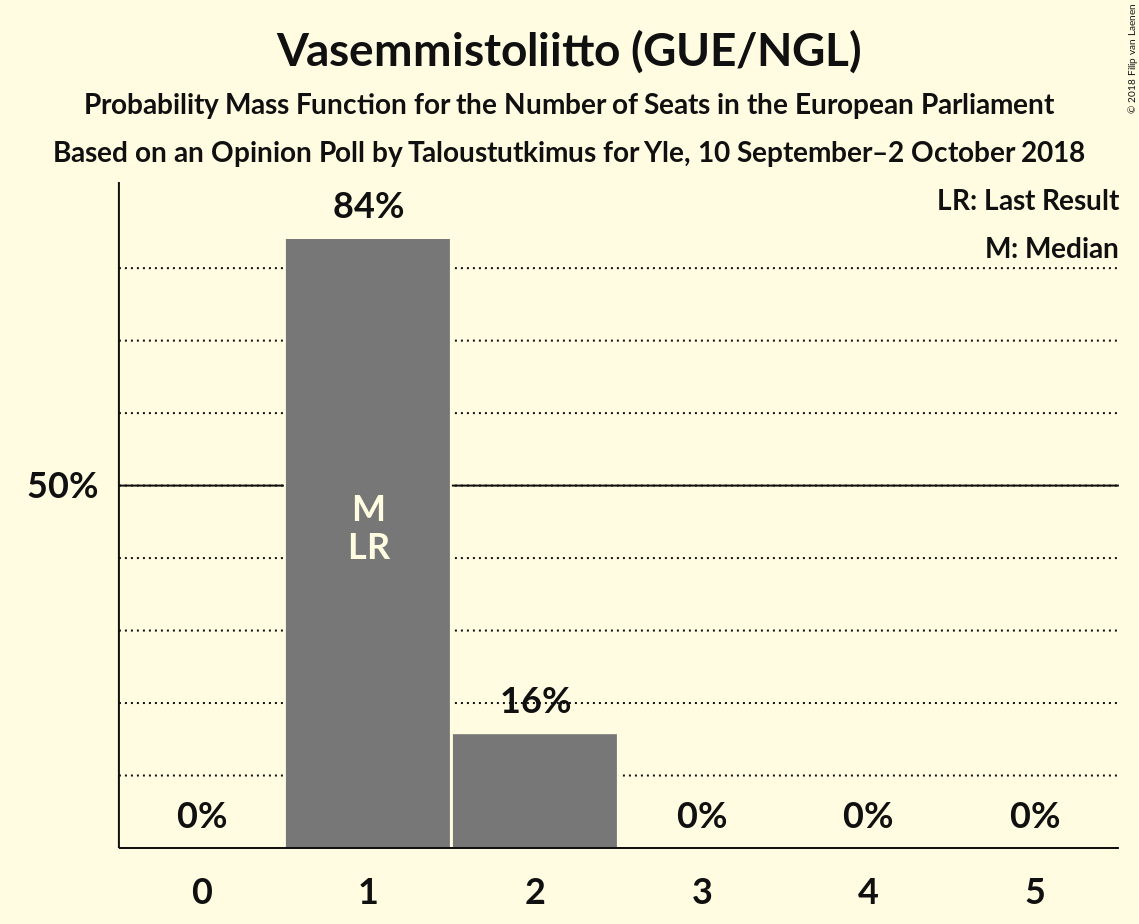 Vasemmistoliitto (GUE/NGL)
Probability Mass Function for the Number of Seats in the European Parliament
Based on an Opinion Poll by Taloustutkimus for Yle, 10 September–2 October 2018
© 2018 Filip van Laenen
LR: Last Result
M: Median
84%
50%
M
LR
16%
0%
0%
0%
0%
0
1
2
3
4
5